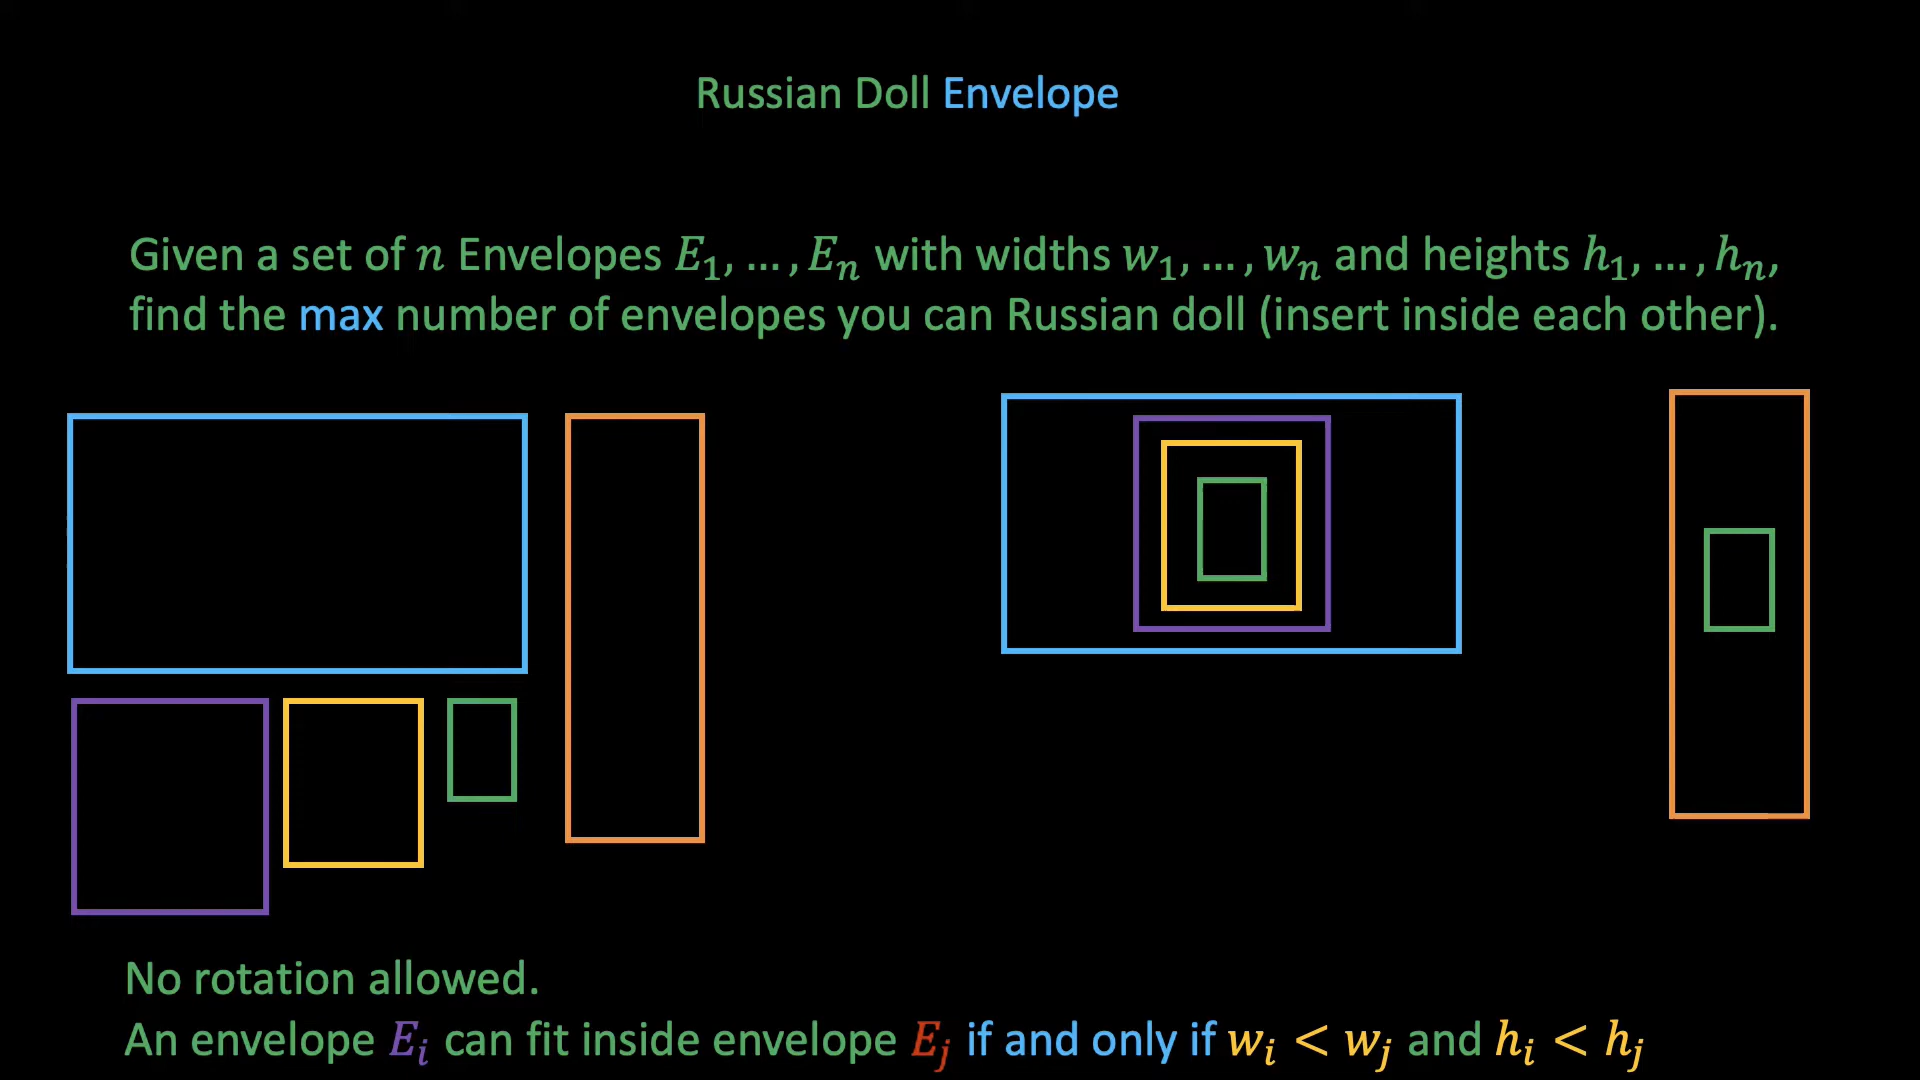 Russian Doll Envelope
Given a set of n Envelopes E₁, … , Eₙ with widths w₁, … , wₙ and heights h₁, … , hₙ,
find the max number of envelopes you can Russian doll (insert inside each other).
No rotation allowed.
An envelope Eᵢ can fit inside envelope Eⱼ if and only if wᵢ < wⱼ and hᵢ < hⱼ